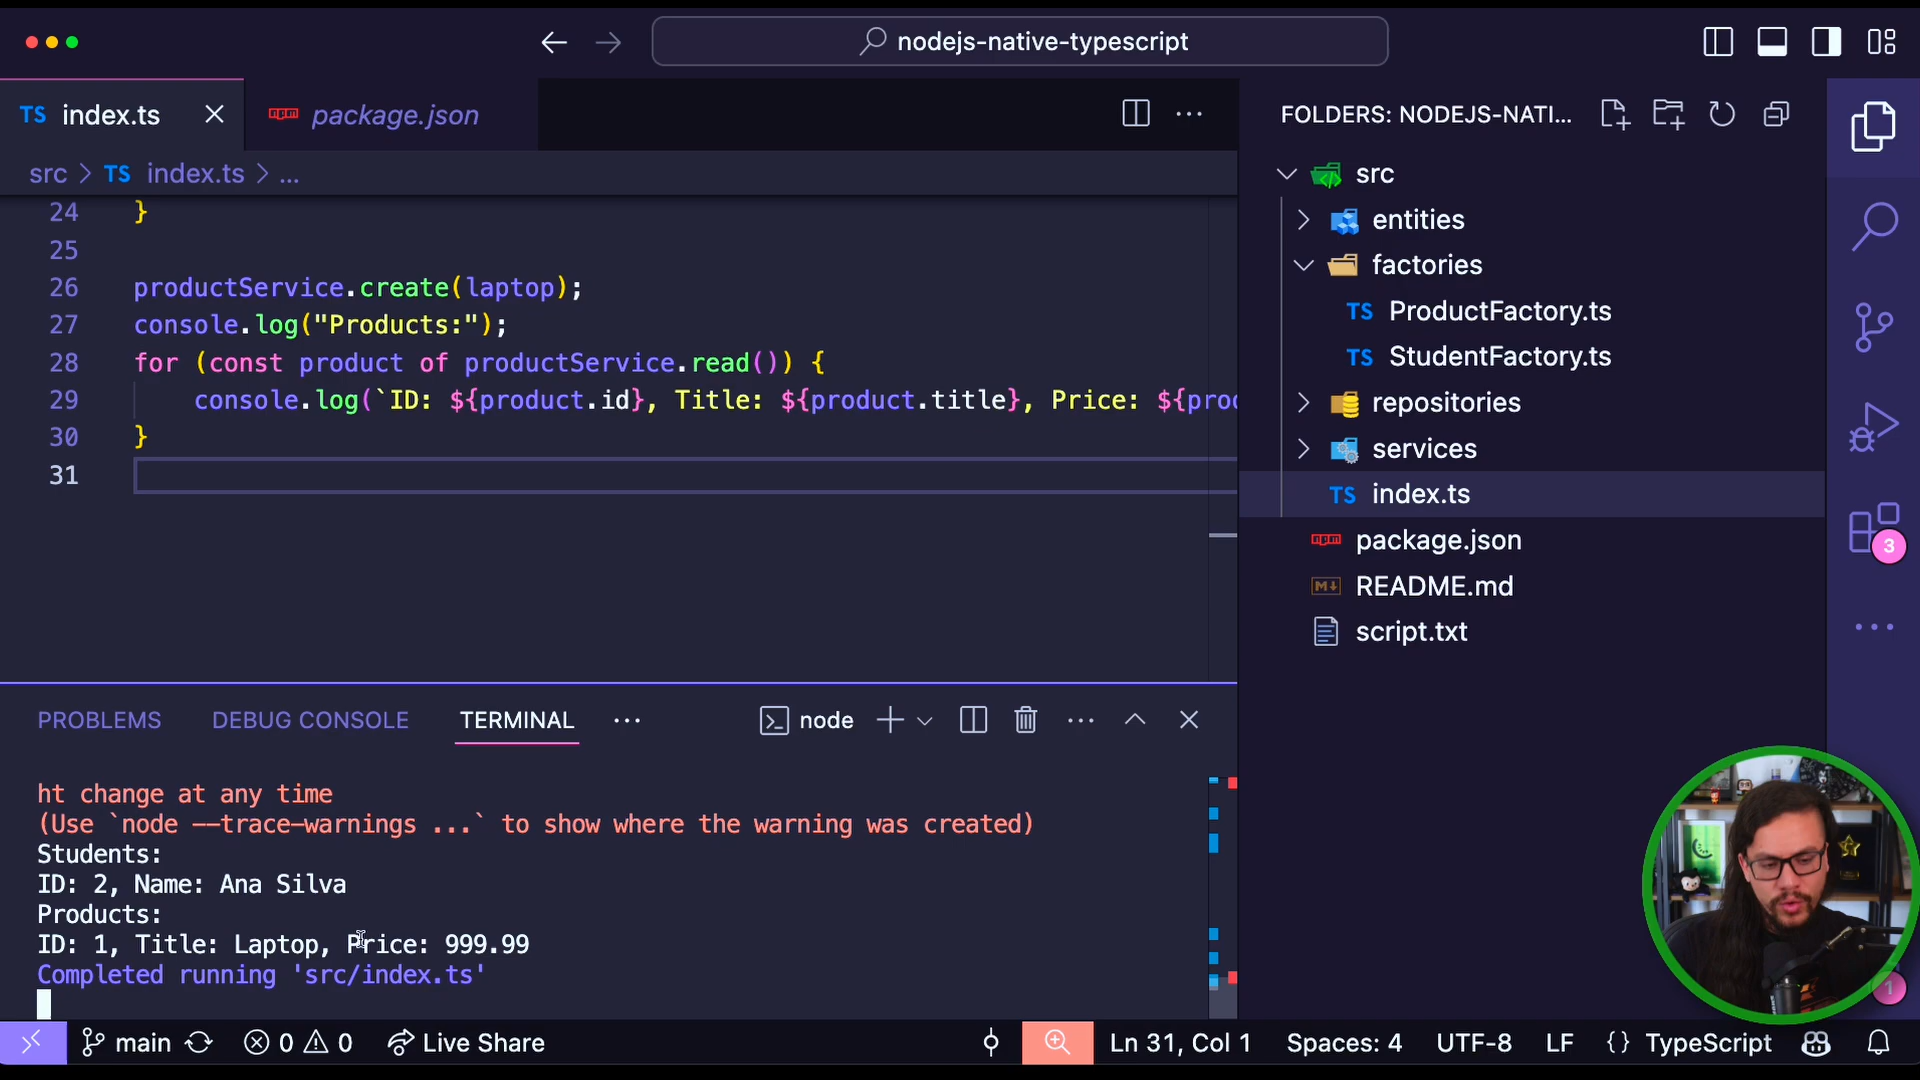 nodejs-native-typescript
TS index.ts
package.json
src > TS index.ts > ...
24 }
25
26 productService.create(laptop);
27 console.log("Products:");
28 for (const product of productService.read()) {
29 console.log(`ID: ${product.id}, Title: ${product.title}, Price: ${prod
30 }
31
FOLDERS: NODEJS-NATI...
src
entities
factories
TS ProductFactory.ts
TS StudentFactory.ts
repositories
services
TS index.ts
package.json
README.md
script.txt
3
PROBLEMS DEBUG CONSOLE TERMINAL ... node
ht change at any time
(Use `node --trace-warnings ...` to show where the warning was created)
Students:
ID: 2, Name: Ana Silva
Products:
ID: 1, Title: Laptop, Price: 999.99
Completed running 'src/index.ts'
1
main 0 0 Live Share Ln 31, Col 1 Spaces: 4 UTF-8 LF {} TypeScript